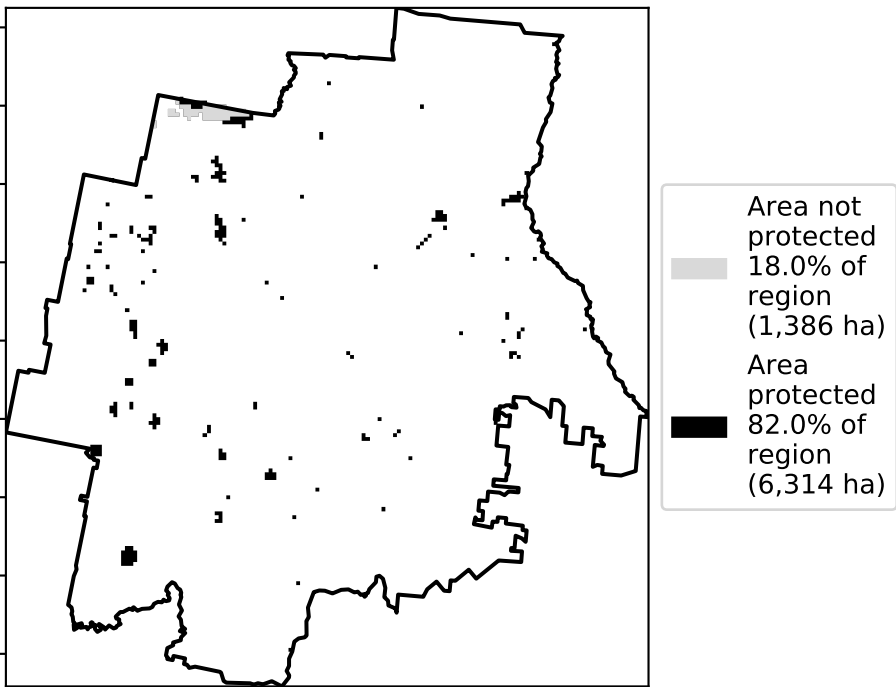 Area not
protected
18.0% of
region
(1,386 ha)
Area
protected
82.0% of
region
(6,314 ha)